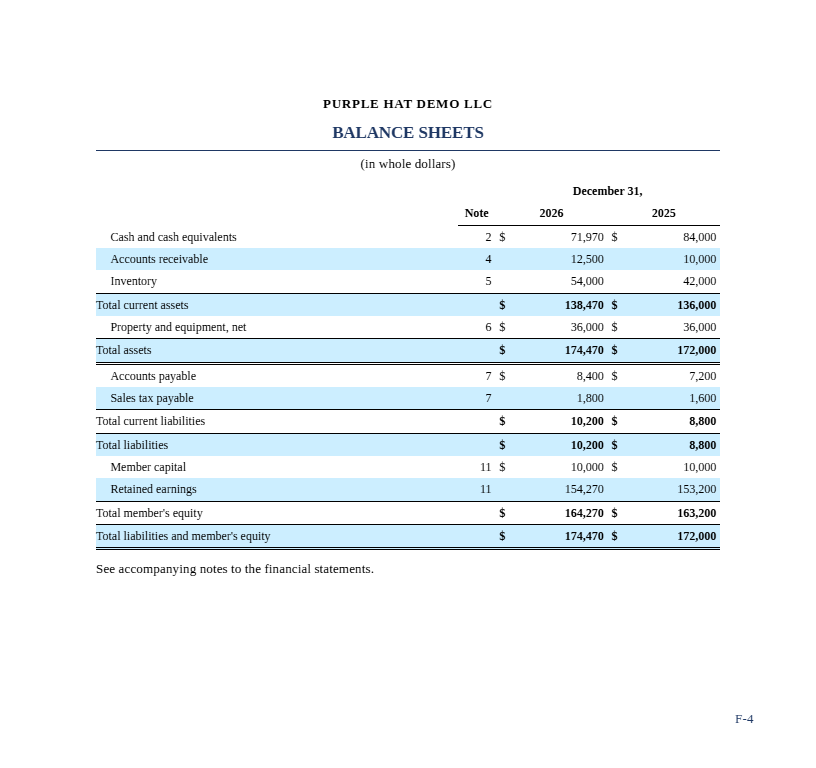 PURPLE HAT DEMO LLC
BALANCE SHEETS
(in whole dollars)
December 31,
Note 2026 2025
Cash and cash equivalents 2 $ 71,970 $ 84,000
Accounts receivable 4 12,500 10,000
Inventory 5 54,000 42,000
Total current assets $ 138,470 $ 136,000
Property and equipment, net 6 $ 36,000 $ 36,000
Total assets $ 174,470 $ 172,000
Accounts payable 7 $ 8,400 $ 7,200
Sales tax payable 7 1,800 1,600
Total current liabilities $ 10,200 $ 8,800
Total liabilities $ 10,200 $ 8,800
Member capital 11 $ 10,000 $ 10,000
Retained earnings 11 154,270 153,200
Total member's equity $ 164,270 $ 163,200
Total liabilities and member's equity $ 174,470 $ 172,000
See accompanying notes to the financial statements.
F-4